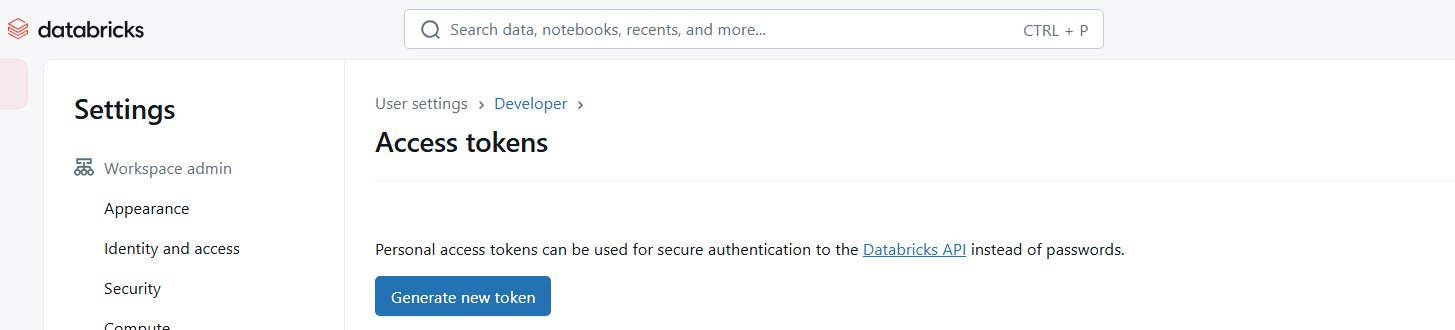 databricks
Search data, notebooks, recents, and more...
CTRL + P
Settings
Workspace admin
Appearance
Identity and access
Security
Compute
User settings > Developer >
Access tokens
Personal access tokens can be used for secure authentication to the Databricks API instead of passwords.
Generate new token